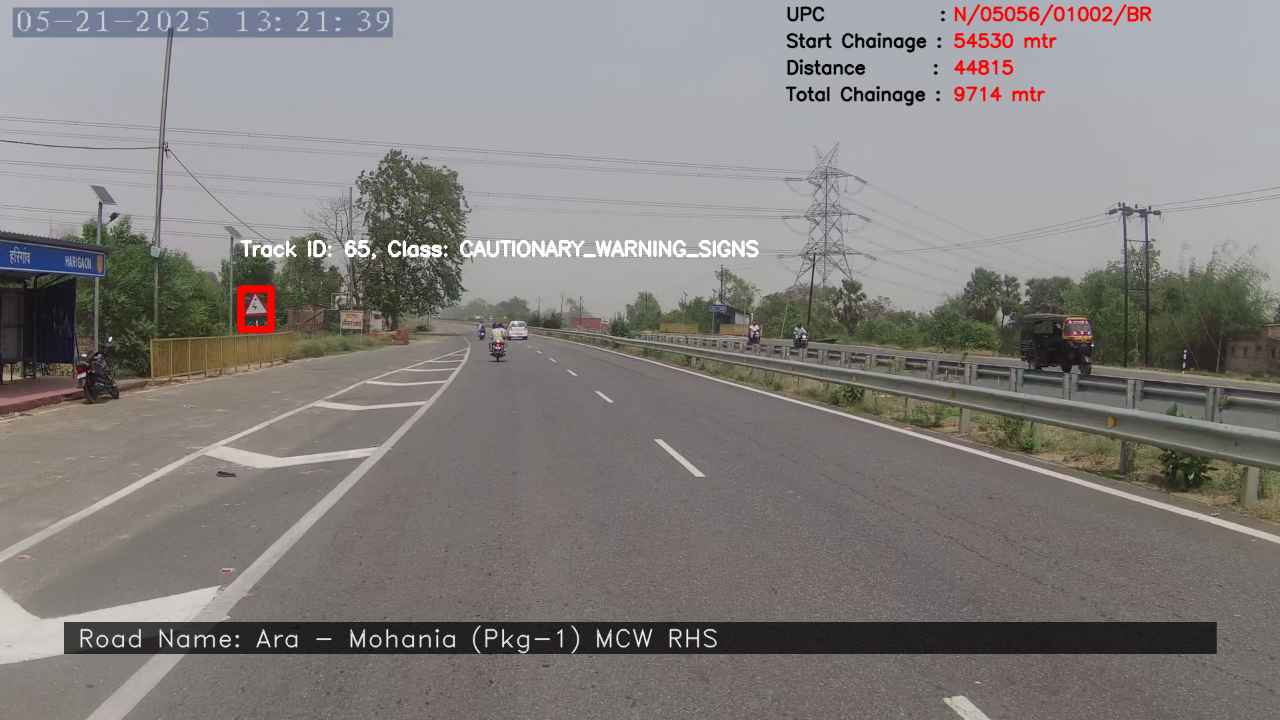 05-21-2025 13:21:39
UPC : N/05056/01002/BR
Start Chainage : 54530 mtr
Distance : 44815
Total Chainage : 9714 mtr
Track ID: 65, Class: CAUTIONARY_WARNING_SIGNS
हरिगांव HARIGAON
Road Name: Ara - Mohania (Pkg-1) MCW RHS